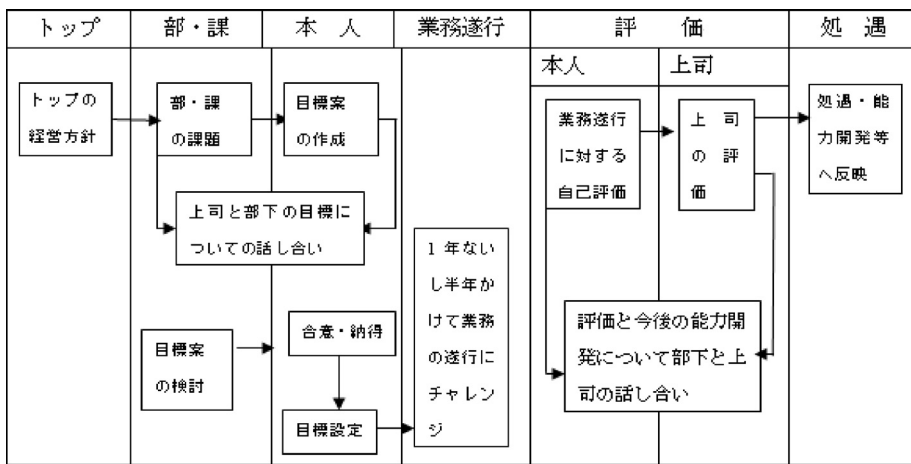 トップ
部・課
本 人
業務遂行
評 価
処 遇
本人
上司
トップの
経営方針
部・課
の課題
目標案
の作成
業務遂行
に対する
自己評価
上 司
の 評
価
処遇・能
力開発等
へ反映
上司と部下の目標に
ついての話し合い
1 年ない
し半年か
けて業務
の遂行に
チャレン
ジ
目標案
の検討
合意・納得
目標設定
評価と今後の能力開
発について部下と上
司の話し合い